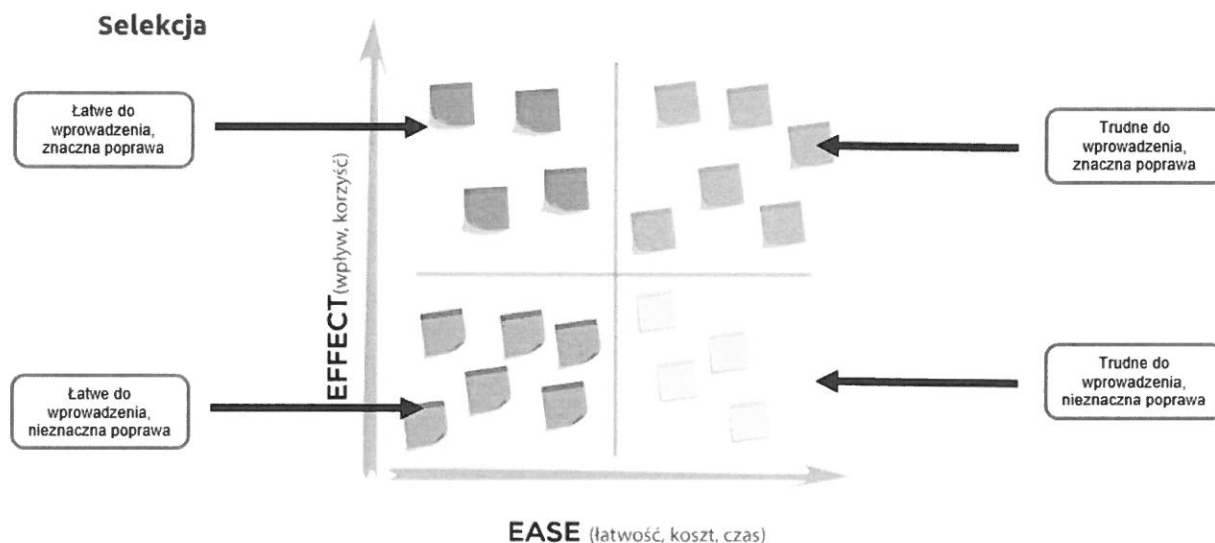 Selekcja
Łatwe do
wprowadzenia,
znaczna poprawa
Trudne do
wprowadzenia,
znaczna poprawa
EFFECT (wpływ, korzyść)
Łatwe do
wprowadzenia,
nieznaczna poprawa
Trudne do
wprowadzenia,
nieznaczna poprawa
EASE (łatwość, koszt, czas)